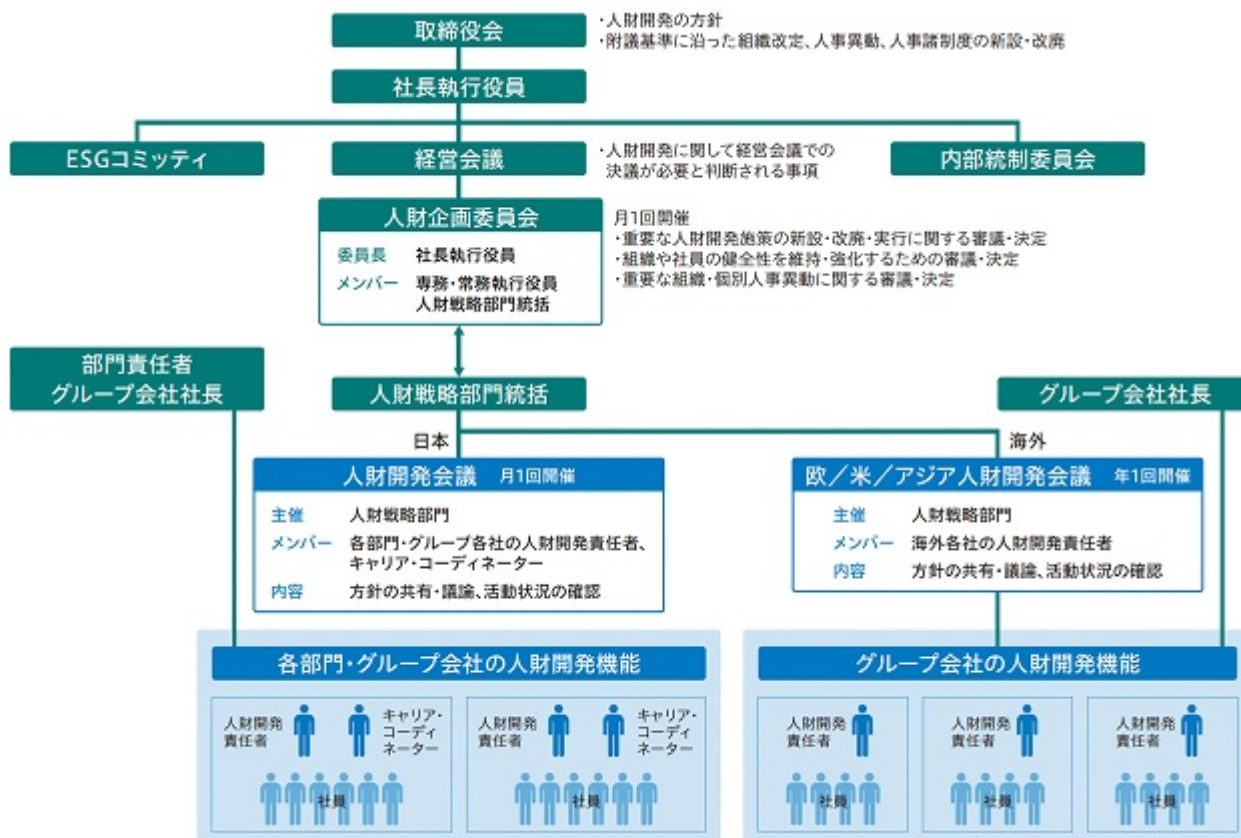 取締役会
・人財開発の方針
・附議基準に沿った組織改定、人事異動、人事諸制度の新設・改廃
社長執行役員
ESGコミッティ
経営会議
・人財開発に関して経営会議での
決議が必要と判断される事項
内部統制委員会
人財企画委員会
委員長 社長執行役員
メンバー 専務・常務執行役員
人財戦略部門統括
月1回開催
・重要な人財開発施策の新設・改廃・実行に関する審議・決定
・組織や社員の健全性を維持・強化するための審議・決定
・重要な組織・個別人事異動に関する審議・決定
部門責任者
グループ会社社長
人財戦略部門統括
グループ会社社長
日本
海外
人財開発会議 月1回開催
主催 人財戦略部門
メンバー 各部門・グループ各社の人財開発責任者、
キャリア・コーディネーター
内容 方針の共有・議論、活動状況の確認
欧／米／アジア人財開発会議 年1回開催
主催 人財戦略部門
メンバー 海外各社の人財開発責任者
内容 方針の共有・議論、活動状況の確認
各部門・グループ会社の人財開発機能
人財開発
責任者
キャリア・
コーディ
ネーター
社員
人財開発
責任者
キャリア・
コーディ
ネーター
社員
グループ会社の人財開発機能
人財開発
責任者
社員
人財開発
責任者
社員
人財開発
責任者
社員